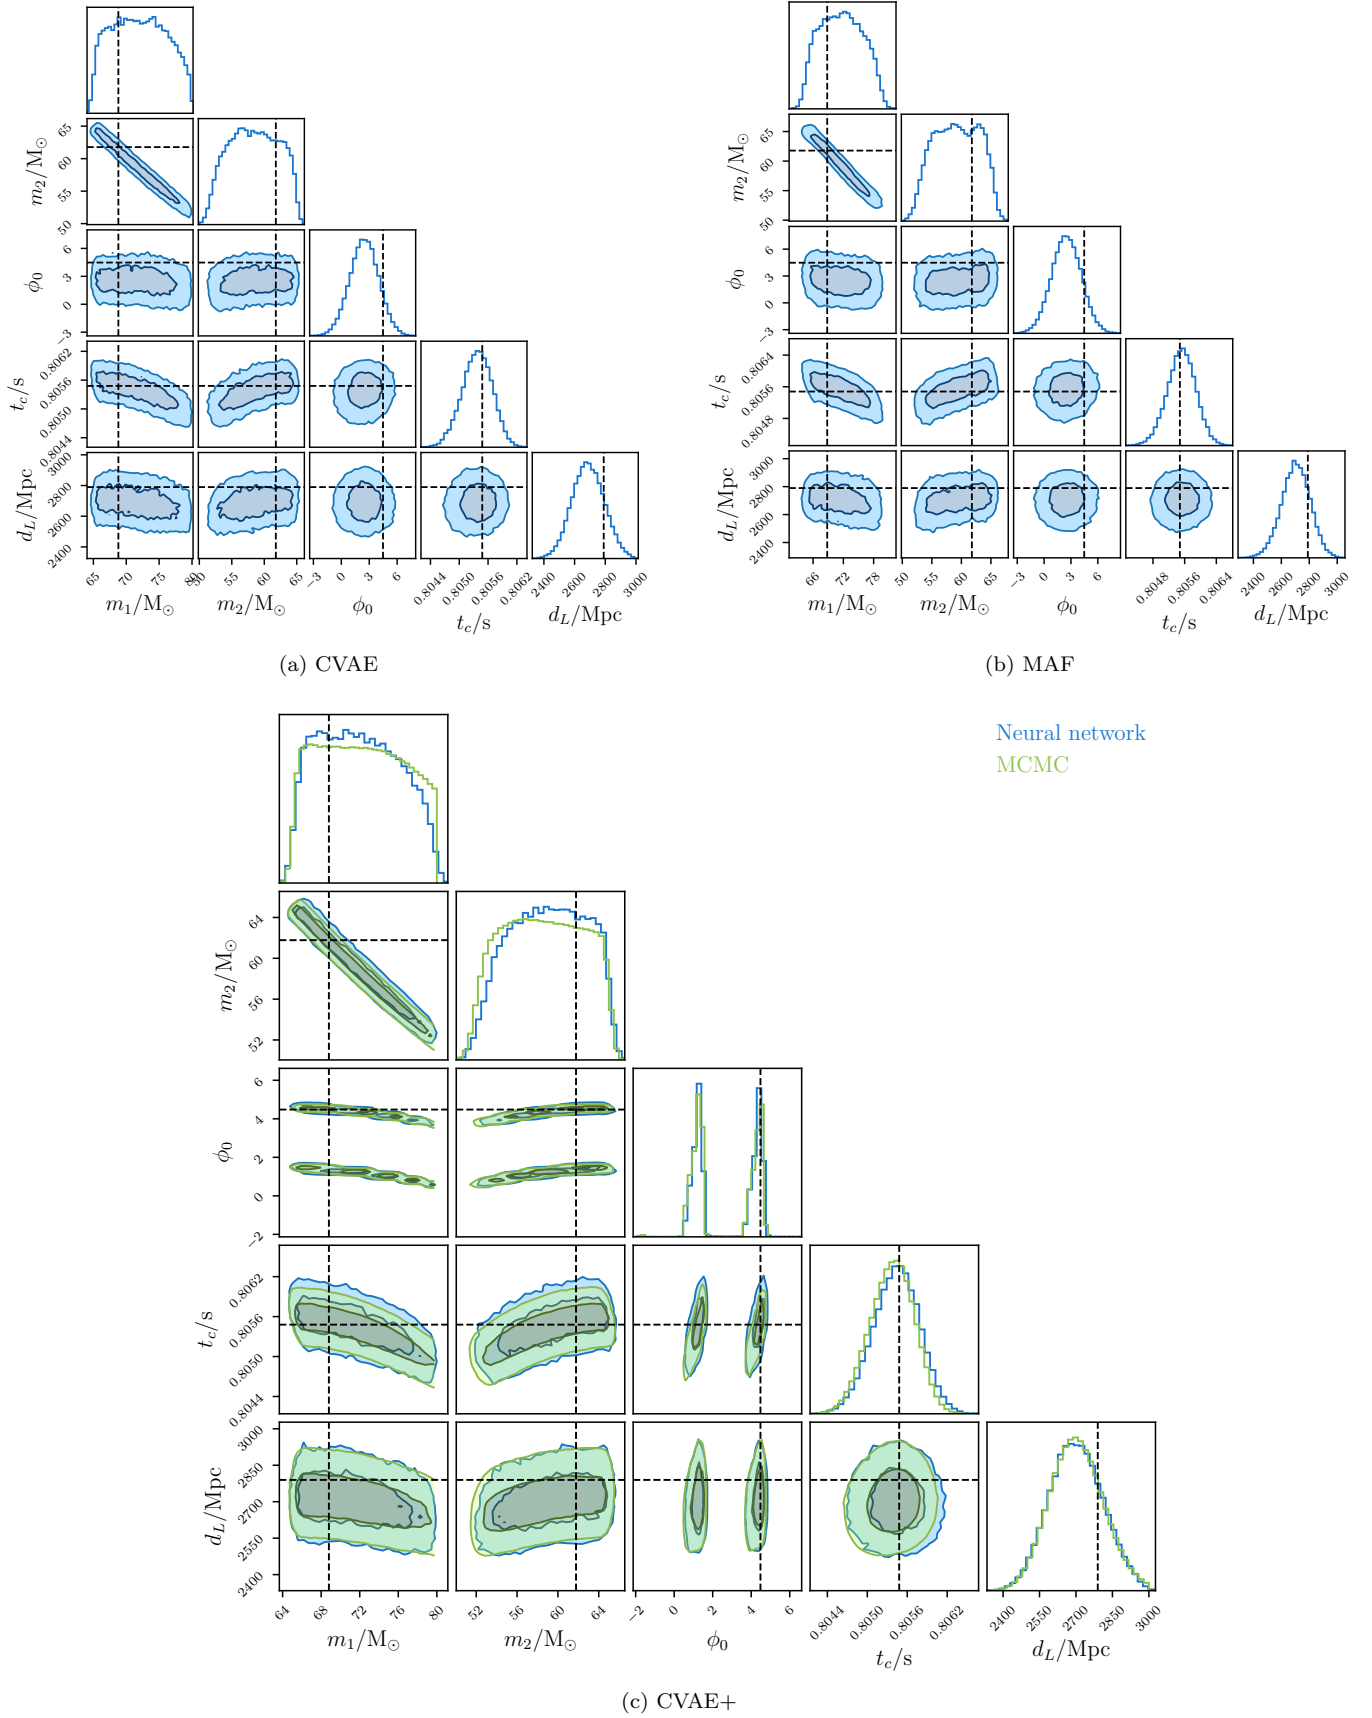 65
60
55
50
m₂/M⊙
6
3
0
−3
ϕ₀
0.8062
0.8056
0.8050
0.8044
t_c/s
3000
2800
2600
2400
d_L/Mpc
65 70 75 80
50 55 60 65
−3 0 3 6
0.8044 0.8050 0.8056 0.8062
2400 2600 2800 3000
m₁/M⊙ m₂/M⊙ ϕ₀ t_c/s d_L/Mpc
(a) CVAE
65
60
55
50
m₂/M⊙
6
3
0
−3
ϕ₀
0.8064
0.8056
0.8048
t_c/s
3000
2800
2600
2400
d_L/Mpc
66 72 78
50 55 60 65
−3 0 3 6
0.8048 0.8056 0.8064
2400 2600 2800 3000
m₁/M⊙ m₂/M⊙ ϕ₀ t_c/s d_L/Mpc
(b) MAF
Neural network
MCMC
64
60
56
52
m₂/M⊙
6
4
2
0
−2
ϕ₀
0.8062
0.8056
0.8050
0.8044
t_c/s
3000
2850
2700
2550
2400
d_L/Mpc
64 68 72 76 80
52 56 60 64
−2 0 2 4 6
0.8044 0.8050 0.8056 0.8062
2400 2550 2700 2850 3000
m₁/M⊙ m₂/M⊙ ϕ₀ t_c/s d_L/Mpc
(c) CVAE+